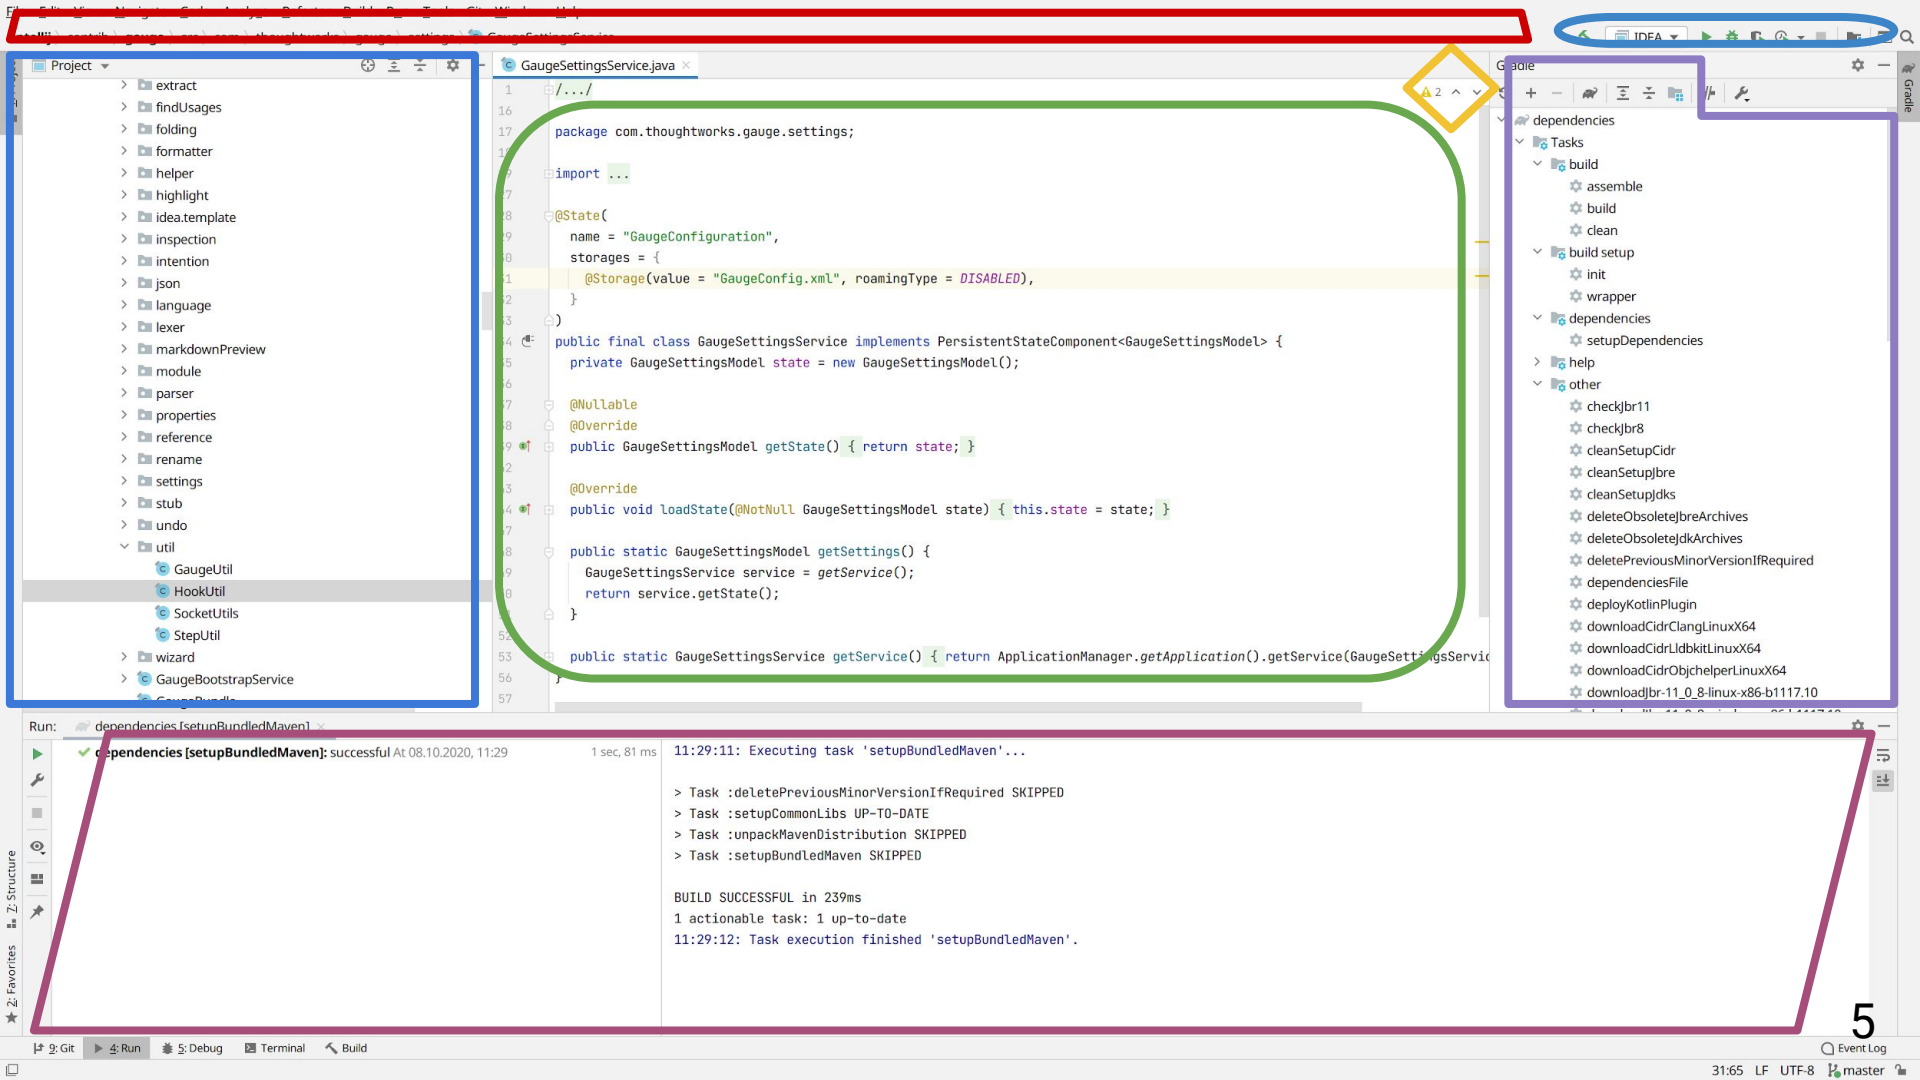 Project
GaugeSettingsService.java
Gradle
Gradle
IDEA
extract
findUsages
folding
formatter
helper
highlight
idea.template
inspection
intention
json
language
lexer
markdownPreview
module
parser
properties
reference
rename
settings
stub
undo
util
GaugeUtil
HookUtil
SocketUtils
StepUtil
wizard
GaugeBootstrapService
1 /.../
16
17 package com.thoughtworks.gauge.settings;
import ...
@State(
name = "GaugeConfiguration",
storages = {
@Storage(value = "GaugeConfig.xml", roamingType = DISABLED),
}
)
public final class GaugeSettingsService implements PersistentStateComponent<GaugeSettingsModel> {
private GaugeSettingsModel state = new GaugeSettingsModel();
@Nullable
@Override
public GaugeSettingsModel getState() { return state; }
@Override
public void loadState(@NotNull GaugeSettingsModel state) { this.state = state; }
public static GaugeSettingsModel getSettings() {
GaugeSettingsService service = getService();
return service.getState();
}
52
53 public static GaugeSettingsService getService() { return ApplicationManager.getApplication().getService(GaugeSettingsServic
56 }
57
2
dependencies
Tasks
build
assemble
build
clean
build setup
init
wrapper
dependencies
setupDependencies
help
other
checkJbr11
checkJbr8
cleanSetupCidr
cleanSetupJbre
cleanSetupJdks
deleteObsoleteJbreArchives
deleteObsoleteJdkArchives
deletePreviousMinorVersionIfRequired
dependenciesFile
deployKotlinPlugin
downloadCidrClangLinuxX64
downloadCidrLldbkitLinuxX64
downloadCidrObjchelperLinuxX64
downloadJbr-11_0_8-linux-x86-b1117.10
Run: dependencies [setupBundledMaven]
dependencies [setupBundledMaven]: successful At 08.10.2020, 11:29 1 sec, 81 ms
11:29:11: Executing task 'setupBundledMaven'...
> Task :deletePreviousMinorVersionIfRequired SKIPPED
> Task :setupCommonLibs UP-TO-DATE
> Task :unpackMavenDistribution SKIPPED
> Task :setupBundledMaven SKIPPED
BUILD SUCCESSFUL in 239ms
1 actionable task: 1 up-to-date
11:29:12: Task execution finished 'setupBundledMaven'.
Z: Structure
2: Favorites
5
9: Git 4: Run 5: Debug Terminal Build Event Log
31:65 LF UTF-8 master